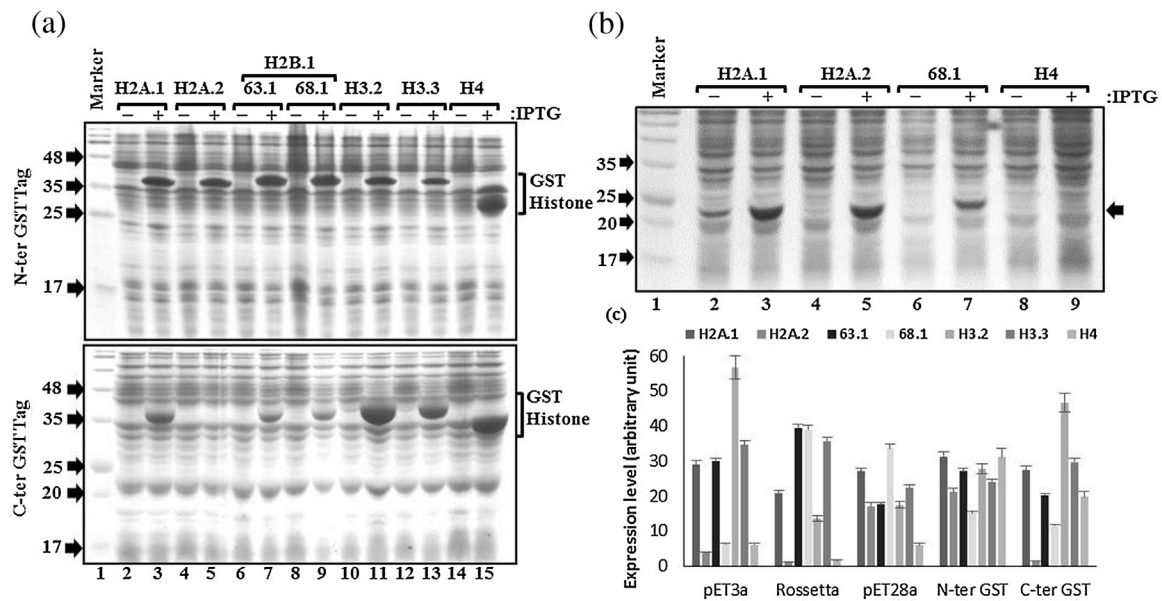 (a)
Marker
H2B.1
H2A.1 H2A.2 63.1 68.1 H3.2 H3.3 H4
– + – + – + – + – + – + – + :IPTG
N-ter GSTTag
48
35
25
17
GST
Histone
C-ter GSTTag
48
35
25
20
17
GST
Histone
1 2 3 4 5 6 7 8 9 10 11 12 13 14 15
(b)
Marker
H2A.1 H2A.2 68.1 H4
– + – + – + – + :IPTG
35
25
20
17
1 2 3 4 5 6 7 8 9
(c)
H2A.1 H2A.2 63.1 68.1 H3.2 H3.3 H4
Expression level (arbitrary unit)
60
50
40
30
20
10
0
pET3a Rossetta pET28a N-ter GST C-ter GST